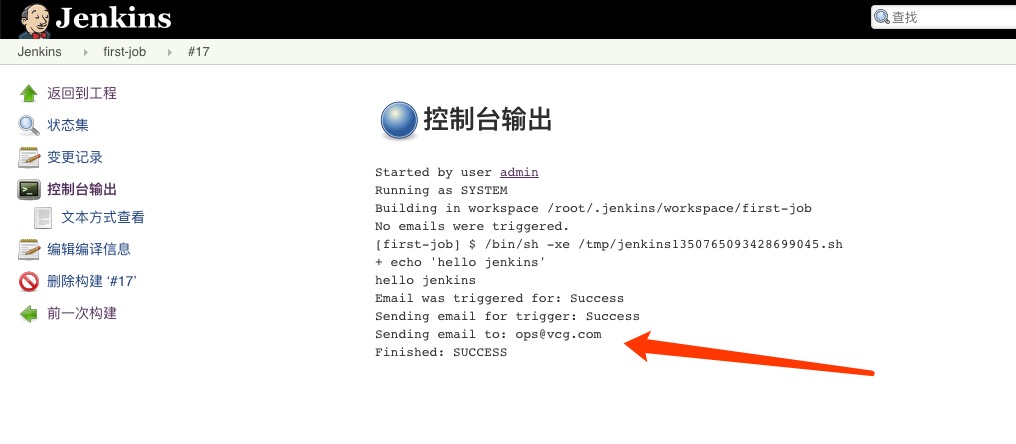 Jenkins
查找
Jenkins first-job #17
返回到工程
状态集
变更记录
控制台输出
文本方式查看
编辑编译信息
删除构建 ‘#17’
前一次构建
控制台输出
Started by user admin
Running as SYSTEM
Building in workspace /root/.jenkins/workspace/first-job
No emails were triggered.
[first-job] $ /bin/sh -xe /tmp/jenkins1350765093428699045.sh
+ echo 'hello jenkins'
hello jenkins
Email was triggered for: Success
Sending email for trigger: Success
Sending email to: ops@vcg.com
Finished: SUCCESS